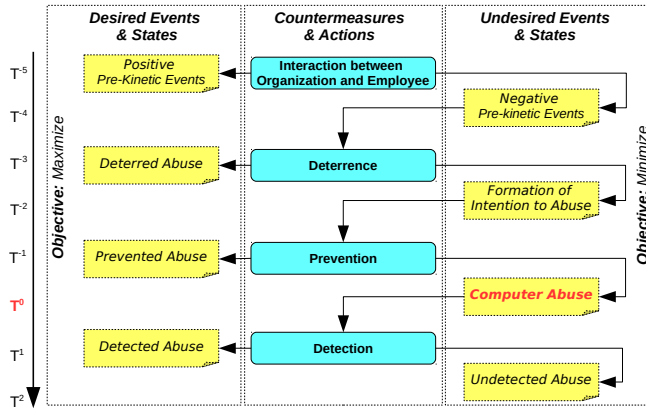 Desired Events
& States
Countermeasures
& Actions
Undesired Events
& States
T-5
Positive
Pre-Kinetic Events
Interaction between
Organization and Employee
T-4
Negative
Pre-kinetic Events
T-3
Deterred Abuse
Deterrence
T-2
Formation of
Intention to Abuse
T-1
Prevented Abuse
Prevention
T0
Computer Abuse
T1
Detected Abuse
Detection
Undetected Abuse
T2
Objective: Maximize
Objective: Minimize